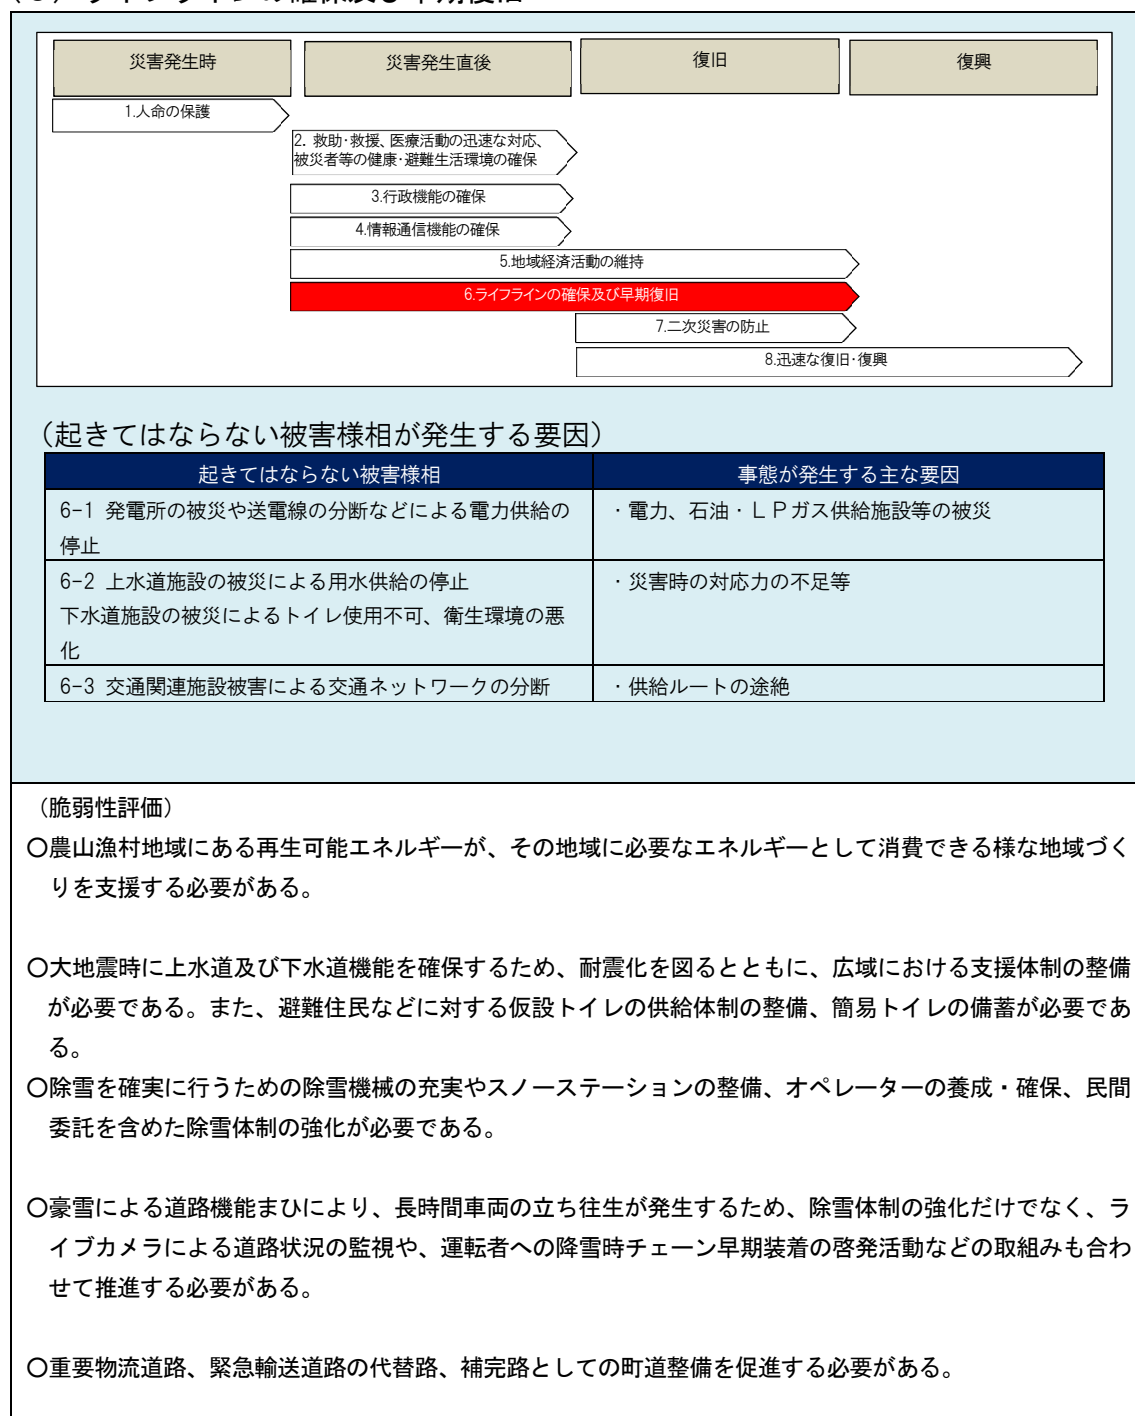 災害発生時 災害発生直後 復旧 復興
1.人命の保護
2. 救助・救援、医療活動の迅速な対応、
被災者等の健康・避難生活環境の確保
3.行政機能の確保
4.情報通信機能の確保
5.地域経済活動の維持
6.ライフラインの確保及び早期復旧
7.二次災害の防止
8.迅速な復旧・復興
（起きてはならない被害様相が発生する要因）
起きてはならない被害様相 事態が発生する主な要因
6-1 発電所の被災や送電線の分断などによる電力供給の
停止
・電力、石油・ＬＰガス供給施設等の被災
6-2 上水道施設の被災による用水供給の停止
下水道施設の被災によるトイレ使用不可、衛生環境の悪
化
・災害時の対応力の不足等
6-3 交通関連施設被害による交通ネットワークの分断
・供給ルートの途絶
（脆弱性評価）
〇農山漁村地域にある再生可能エネルギーが、その地域に必要なエネルギーとして消費できる様な地域づく
りを支援する必要がある。
〇大地震時に上水道及び下水道機能を確保するため、耐震化を図るとともに、広域における支援体制の整備
が必要である。また、避難住民などに対する仮設トイレの供給体制の整備、簡易トイレの備蓄が必要であ
る。
〇除雪を確実に行うための除雪機械の充実やスノーステーションの整備、オペレーターの養成・確保、民間
委託を含めた除雪体制の強化が必要である。
〇豪雪による道路機能まひにより、長時間車両の立ち往生が発生するため、除雪体制の強化だけでなく、ラ
イブカメラによる道路状況の監視や、運転者への降雪時チェーン早期装着の啓発活動などの取組みも合わ
せて推進する必要がある。
〇重要物流道路、緊急輸送道路の代替路、補完路としての町道整備を促進する必要がある。